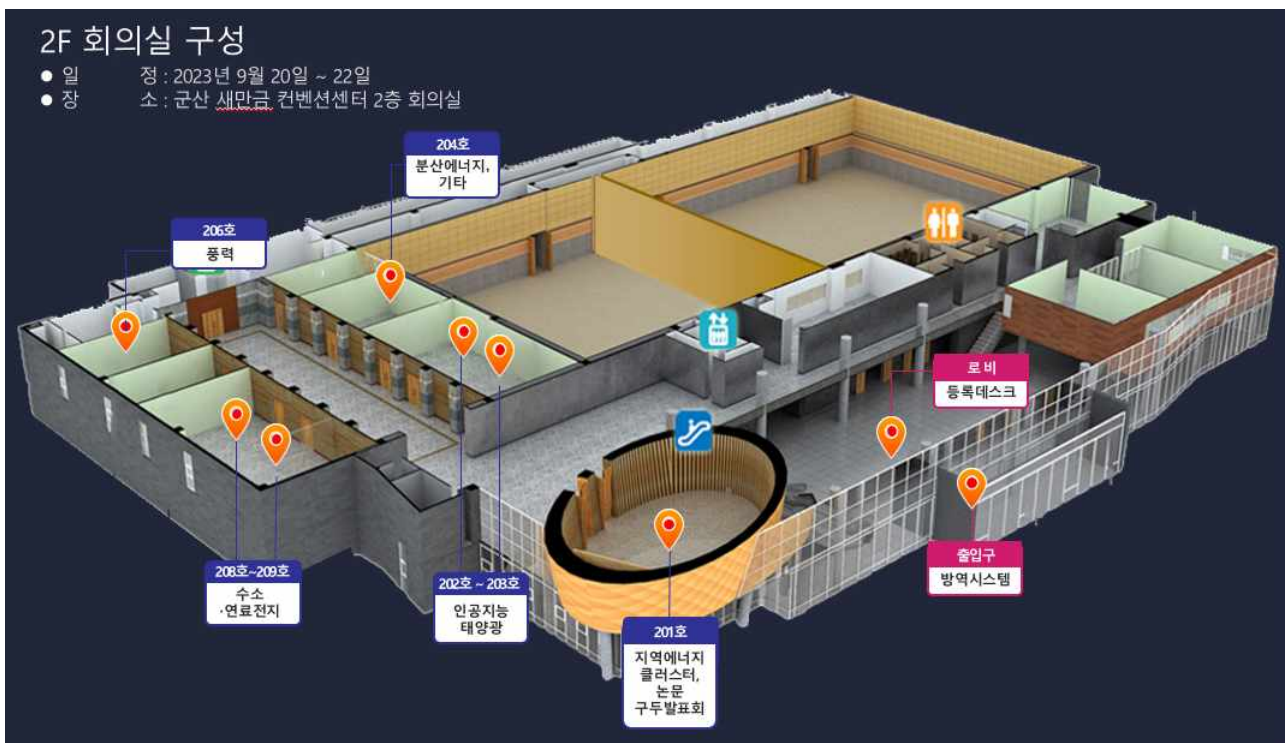 2F 회의실 구성
● 일 정 : 2023년 9월 20일 ~ 22일
● 장 소 : 군산 새만금 컨벤션센터 2층 회의실
204호
분산에너지,
기타
206호
풍력
로비
등록데스크
출입구
방역시스템
208호~209호
수소
·연료전지
202호 ~ 203호
인공지능
태양광
201호
지역에너지
클러스터,
논문
구두발표회